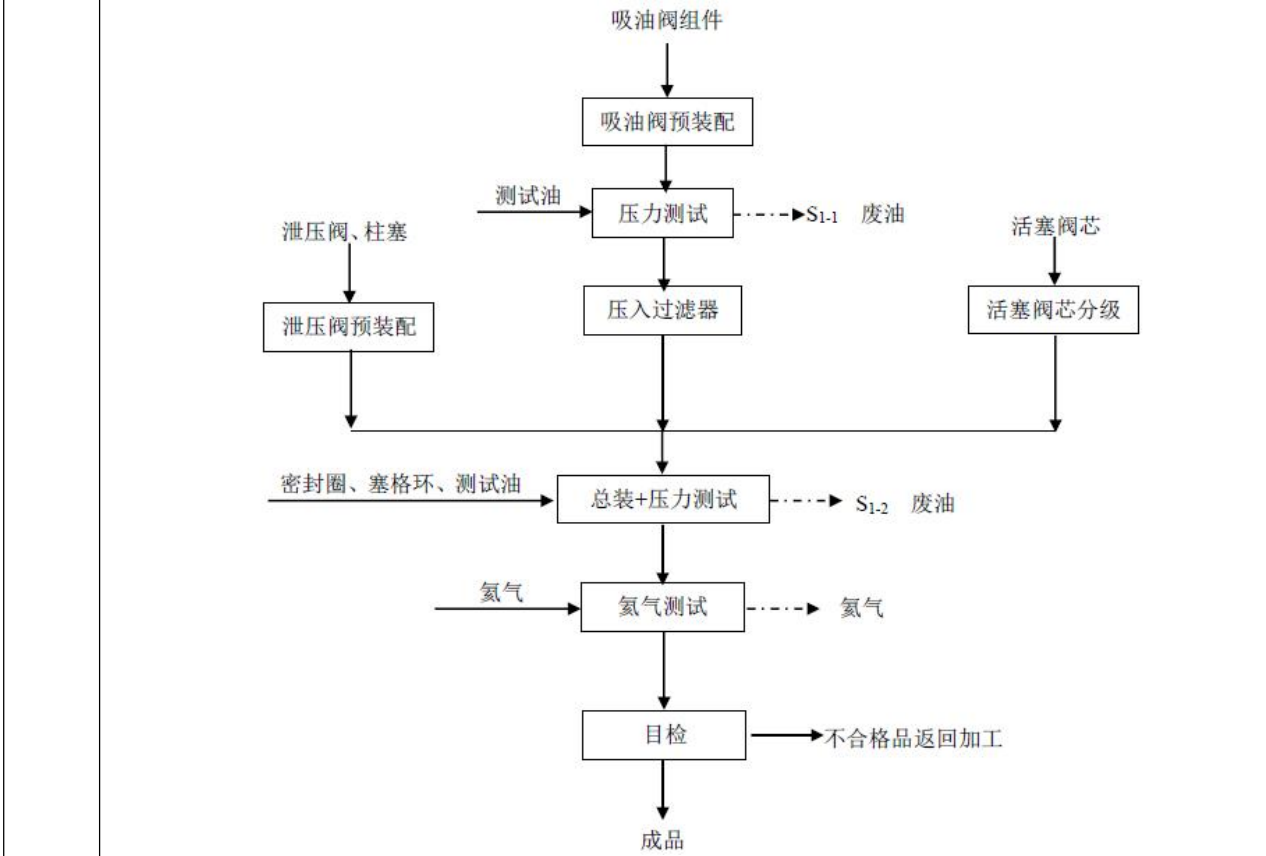 吸油阀组件
吸油阀预装配
测试油
压力测试
S1-1 废油
泄压阀、柱塞
活塞阀芯
泄压阀预装配
压入过滤器
活塞阀芯分级
密封圈、塞格环、测试油
总装+压力测试
S1-2 废油
氦气
氦气测试
氦气
目检
不合格品返回加工
成品